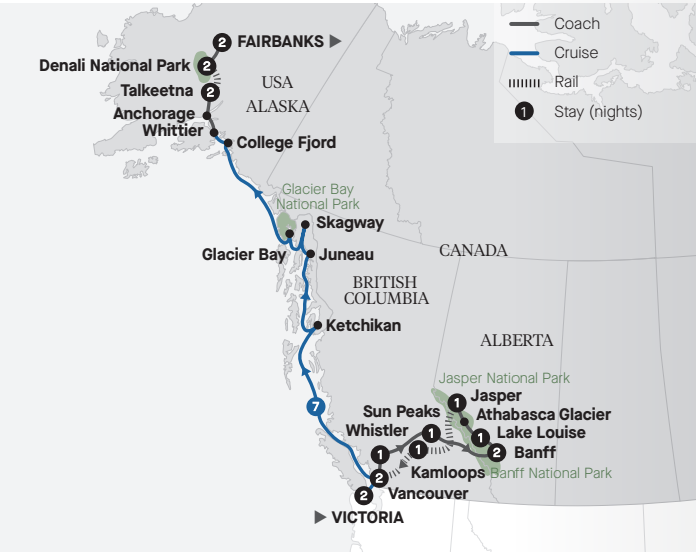 Coach
Cruise
Rail
1 Stay (nights)
2 FAIRBANKS
Denali National Park 2
USA
Talkeetna 2
ALASKA
Anchorage
Whittier
College Fjord
Glacier Bay
National Park
Skagway
Glacier Bay
Juneau
CANADA
BRITISH
COLUMBIA
Ketchikan
ALBERTA
Jasper National Park
1 Jasper
7
Sun Peaks
Athabasca Glacier
Whistler
1
1 Lake Louise
1
1
2 Banff
Kamloops
Banff National Park
2
Vancouver
2
VICTORIA